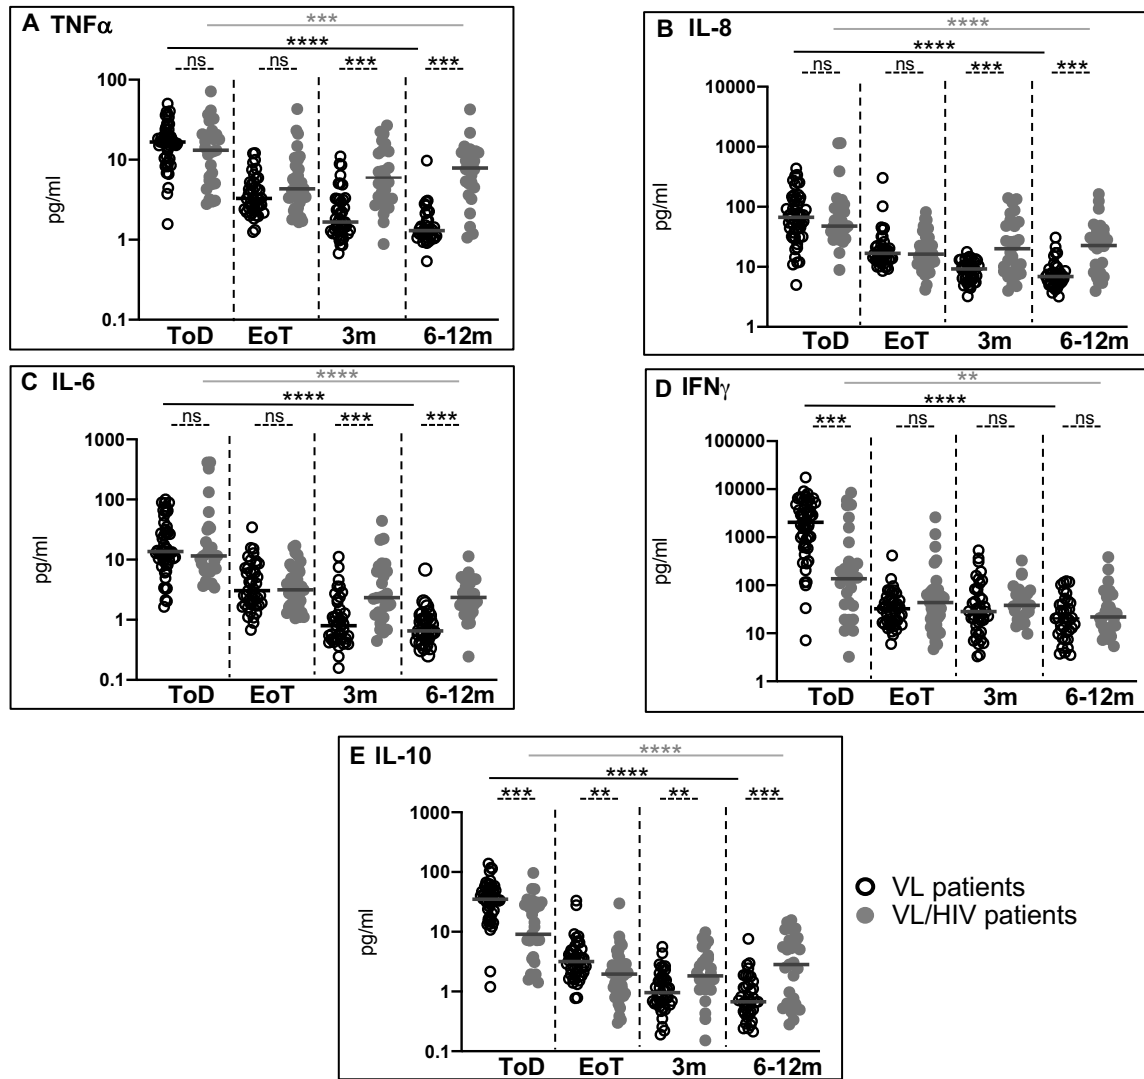 A TNFα
***
****
ns ns *** ***
100
10
1
0.1
pg/ml
ToD EoT 3m 6-12m
B IL-8
****
****
ns ns *** ***
10000
1000
100
10
1
pg/ml
ToD EoT 3m 6-12m
C IL-6
****
****
ns ns *** ***
1000
100
10
1
0.1
pg/ml
ToD EoT 3m 6-12m
D IFNγ
**
****
*** ns ns ns
100000
10000
1000
100
10
1
pg/ml
ToD EoT 3m 6-12m
E IL-10
****
****
*** ** ** ***
1000
100
10
1
0.1
pg/ml
ToD EoT 3m 6-12m
VL patients
VL/HIV patients